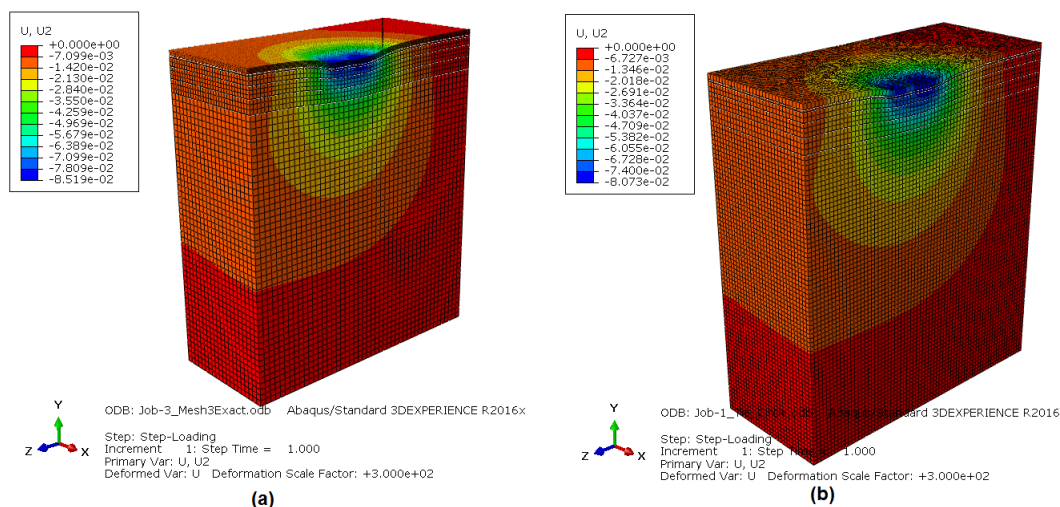 U, U2
+0.000e+00
-7.099e-03
-1.420e-02
-2.130e-02
-2.840e-02
-3.550e-02
-4.259e-02
-4.969e-02
-5.679e-02
-6.389e-02
-7.099e-02
-7.809e-02
-8.519e-02
Y
Z
X
ODB: Job-3_Mesh3Exact.odb Abaqus/Standard 3DEXPERIENCE R2016x
Step: Step-Loading
Increment 1: Step Time = 1.000
Primary Var: U, U2
Deformed Var: U Deformation Scale Factor: +3.000e+02
(a)
U, U2
+0.000e+00
-6.727e-03
-1.346e-02
-2.018e-02
-2.691e-02
-3.364e-02
-4.037e-02
-4.709e-02
-5.382e-02
-6.055e-02
-6.728e-02
-7.400e-02
-8.073e-02
Y
Z
X
ODB: Abaqus/Standard 3DEXPERIENCE R2016
Step: Step-Loading
Increment 1: Step = 1.000
Primary Var: U, U2
Deformed Var: U Deformation Scale Factor: +3.000e+02
(b)